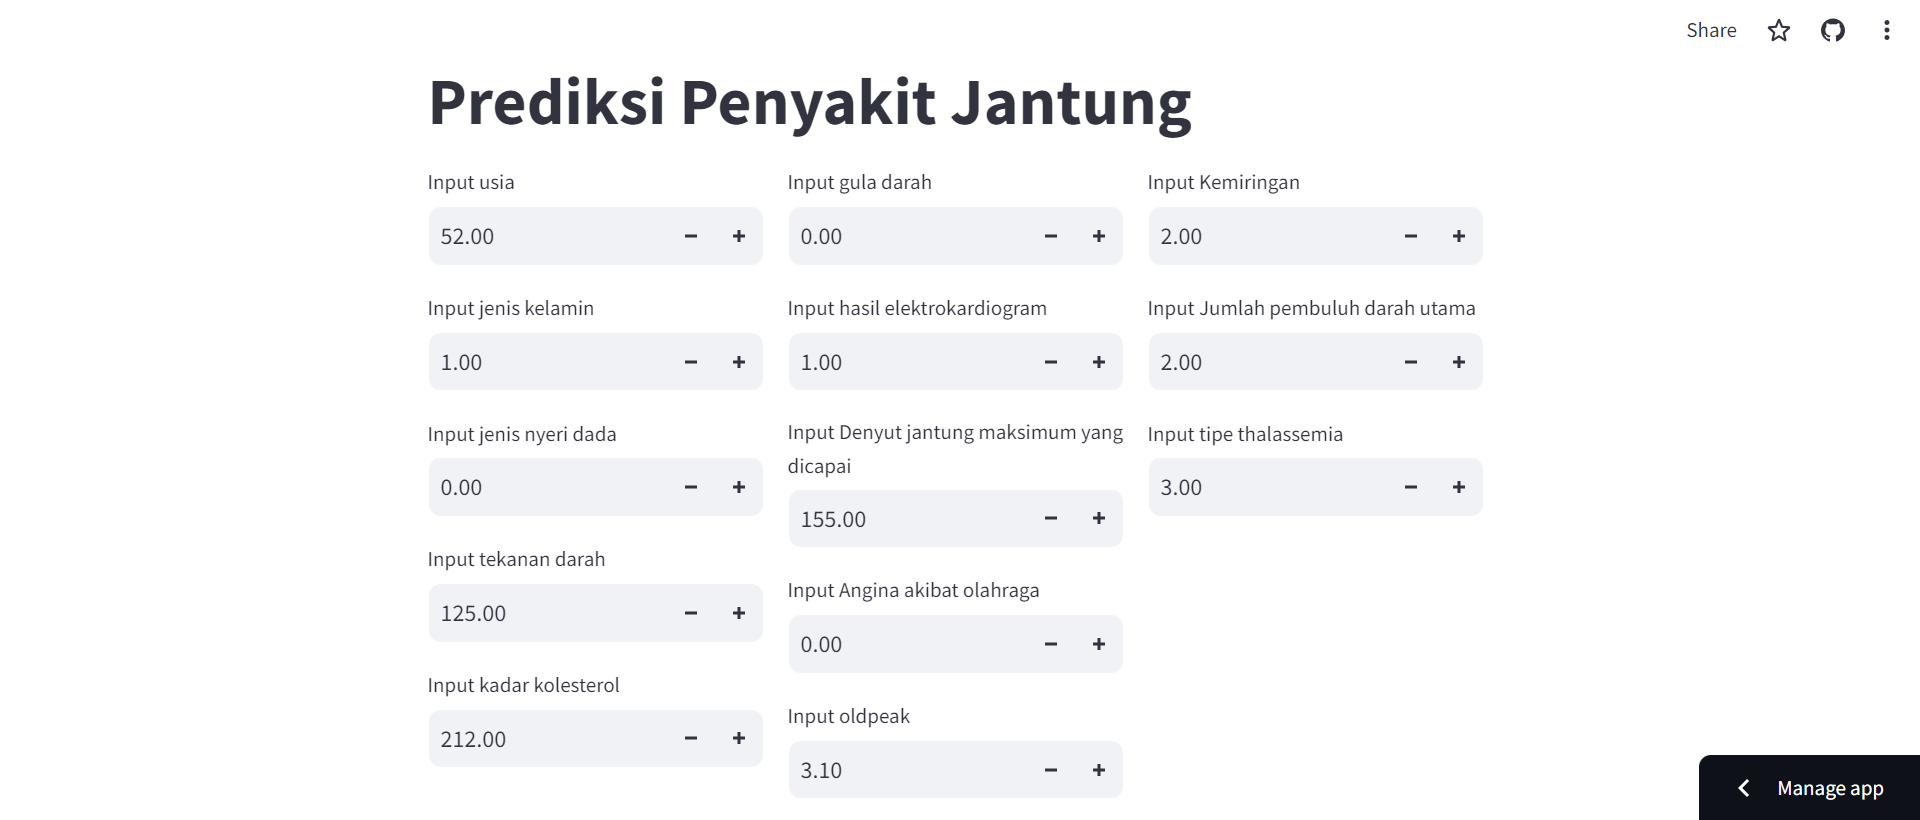 Share
Prediksi Penyakit Jantung
Input usia
52.00
Input jenis kelamin
1.00
Input jenis nyeri dada
0.00
Input tekanan darah
125.00
Input kadar kolesterol
212.00
Input gula darah
0.00
Input hasil elektrokardiogram
1.00
Input Denyut jantung maksimum yang
dicapai
155.00
Input Angina akibat olahraga
0.00
Input oldpeak
3.10
Input Kemiringan
2.00
Input Jumlah pembuluh darah utama
2.00
Input tipe thalassemia
3.00
Manage app